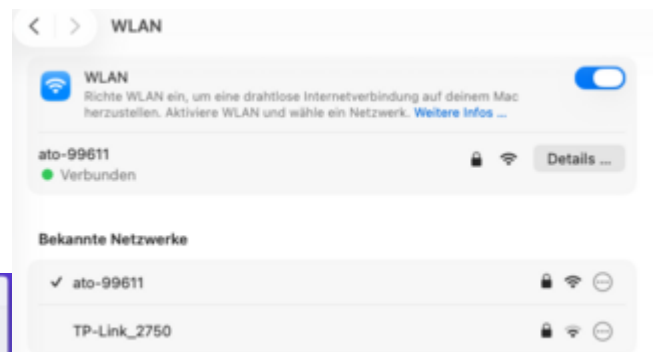 WLAN
WLAN
Richte WLAN ein, um eine drahtlose Internetverbindung auf deinem Mac
herzustellen. Aktiviere WLAN und wähle ein Netzwerk. Weitere Infos ...
ato-99611
Verbunden
Details ...
Bekannte Netzwerke
ato-99611
TP-Link_2750